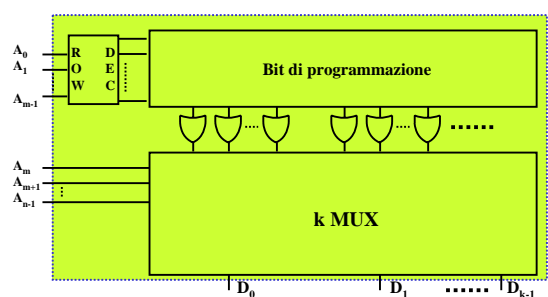 A0 R D
A1 O E
Am-1 W C
Bit di programmazione
Am
Am+1
An-1
k MUX
D0 D1 Dk-1